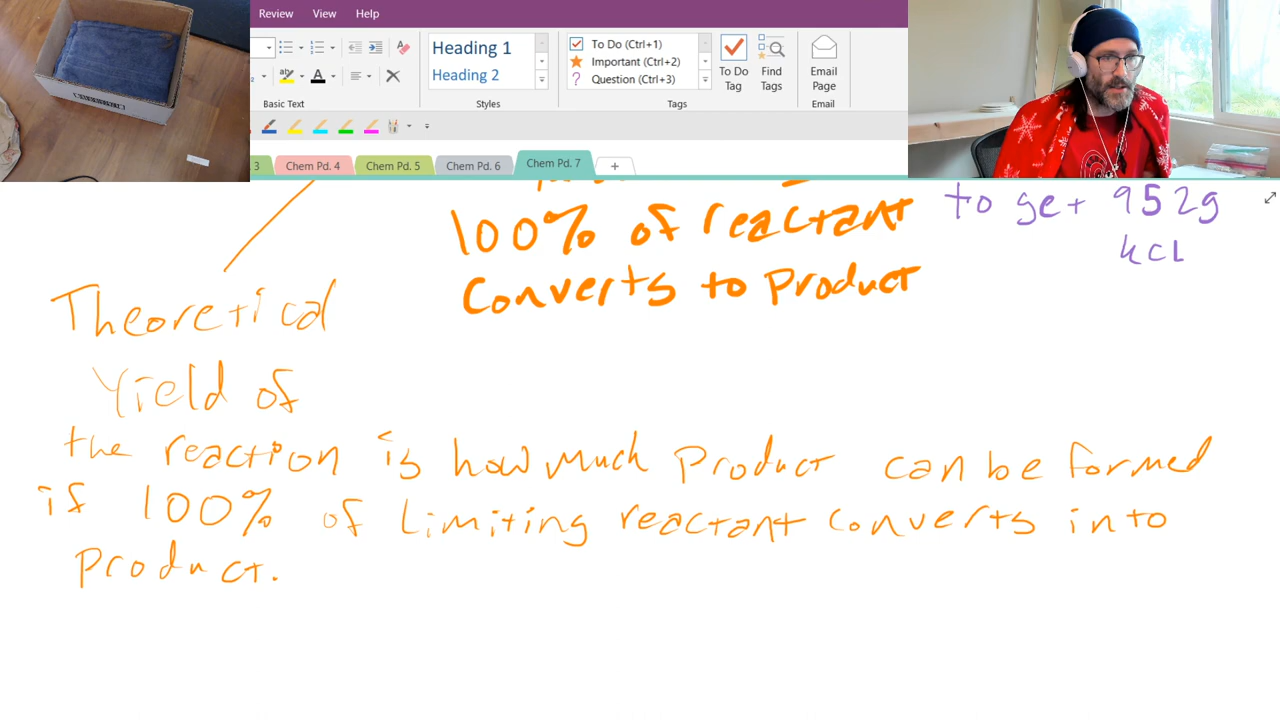 Review View Help
Heading 1
Heading 2
To Do (Ctrl+1)
Important (Ctrl+2)
Question (Ctrl+3)
To Do
Tag
Find
Tags
Email
Page
Basic Text
Styles
Tags
Email
3 Chem Pd. 4 Chem Pd. 5 Chem Pd. 6 Chem Pd. 7
to get 952g
KCl
100% of reactant
Converts to Product
Theoretical
Yield of
the reaction is how much Product can be formed
if 100% of Limiting reactant converts into
Product.